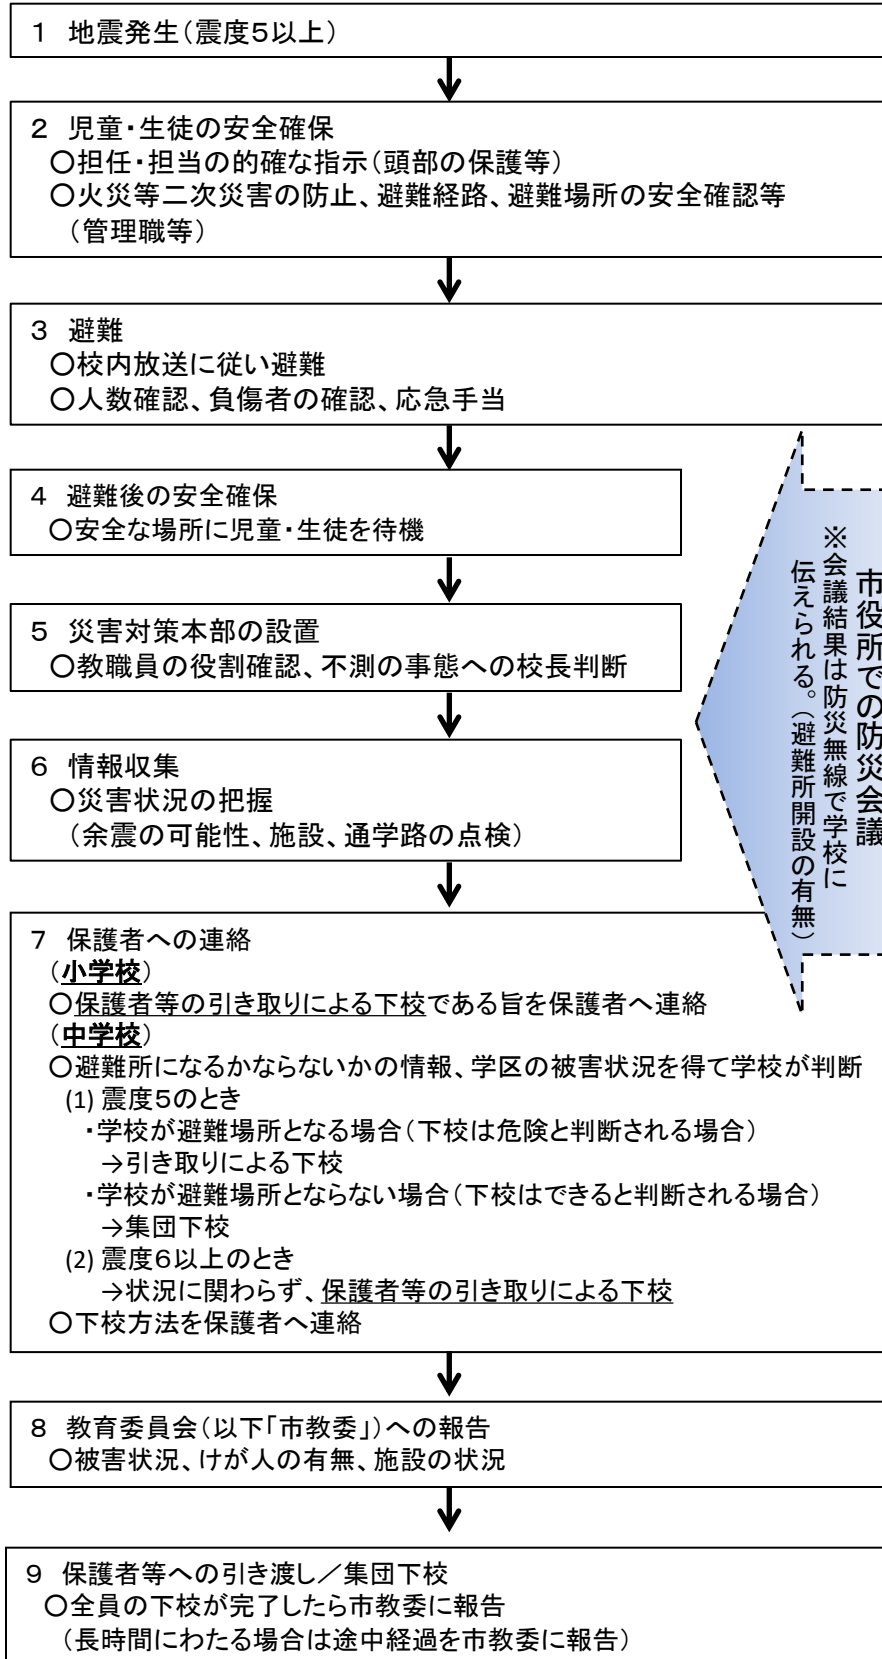 1 地震発生(震度5以上)
2 児童・生徒の安全確保
○担任・担当の的確な指示(頭部の保護等)
○火災等二次災害の防止、避難経路、避難場所の安全確認等
(管理職等)
3 避難
○校内放送に従い避難
○人数確認、負傷者の確認、応急手当
4 避難後の安全確保
○安全な場所に児童・生徒を待機
5 災害対策本部の設置
○教職員の役割確認、不測の事態への校長判断
6 情報収集
○災害状況の把握
(余震の可能性、施設、通学路の点検)
市役所での防災会議
※会議結果は防災無線で学校に
伝えられる。(避難所開設の有無)
7 保護者への連絡
(小学校)
○保護者等の引き取りによる下校である旨を保護者へ連絡
(中学校)
○避難所になるかならないかの情報、学区の被害状況を得て学校が判断
(1) 震度5のとき
・学校が避難場所となる場合(下校は危険と判断される場合)
→引き取りによる下校
・学校が避難場所とならない場合(下校はできると判断される場合)
→集団下校
(2) 震度6以上のとき
→状況に関わらず、保護者等の引き取りによる下校
○下校方法を保護者へ連絡
8 教育委員会(以下「市教委」)への報告
○被害状況、けが人の有無、施設の状況
9 保護者等への引き渡し／集団下校
○全員の下校が完了したら市教委に報告
(長時間にわたる場合は途中経過を市教委に報告)